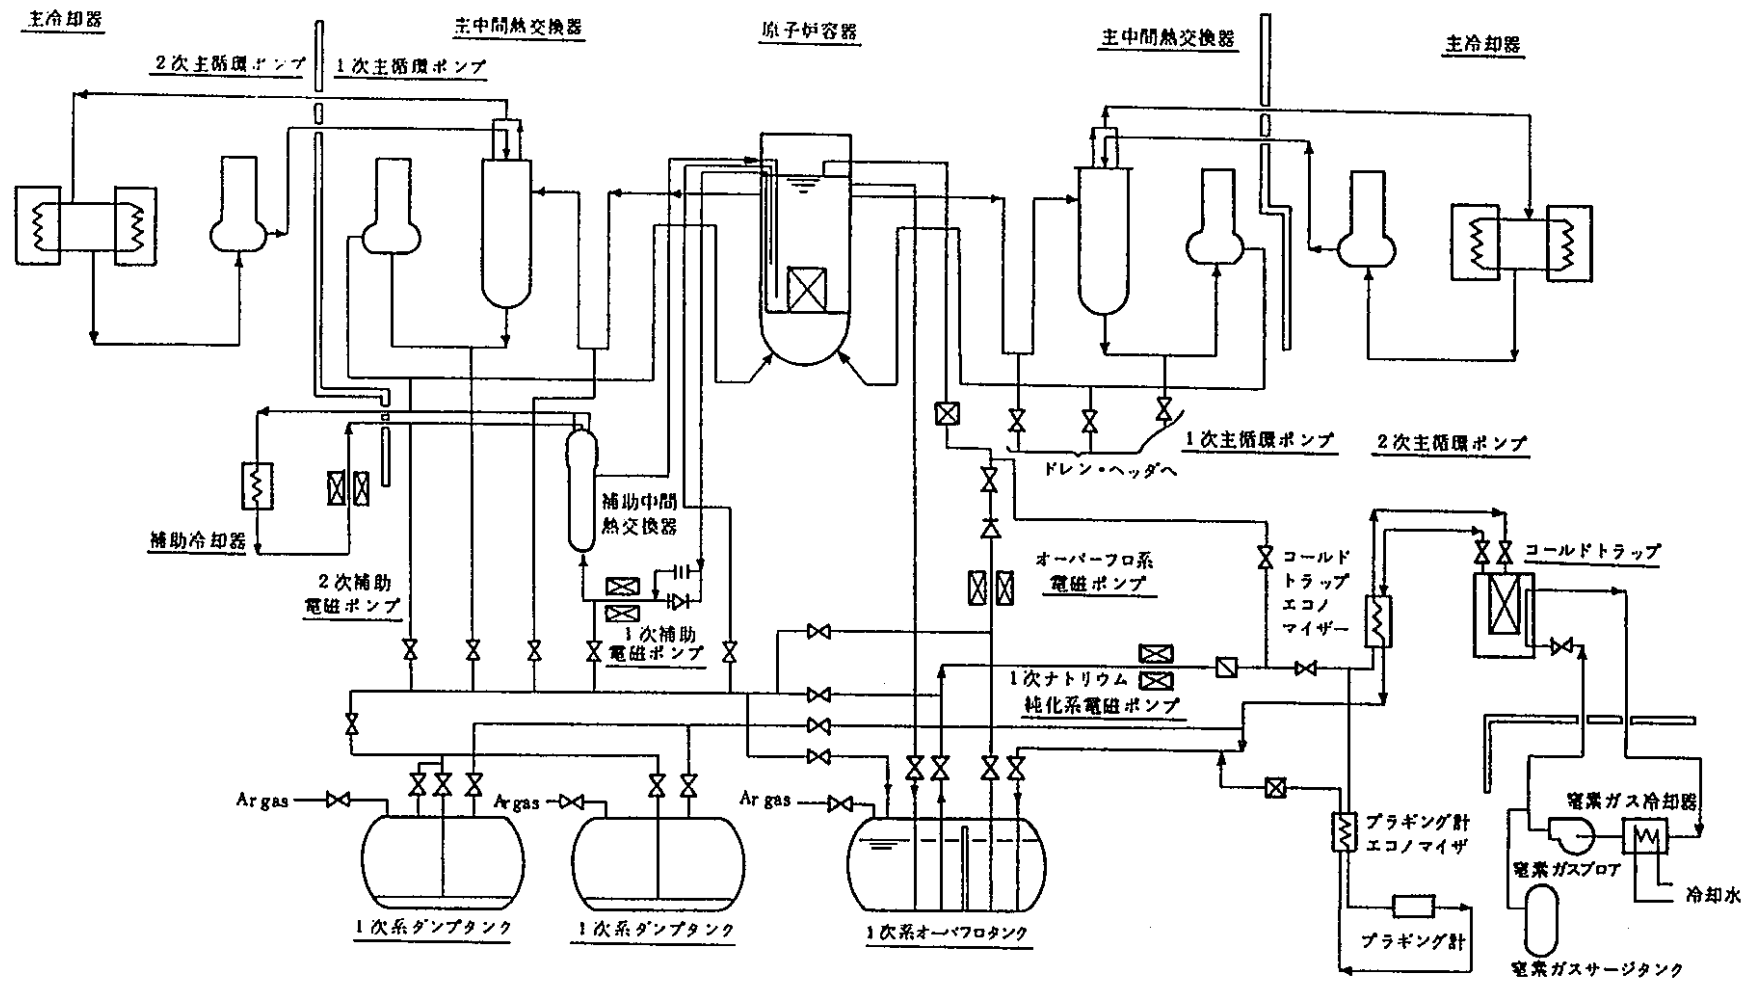 主冷却器
主中間熱交換器
原子炉容器
主中間熱交換器
主冷却器
2次主循環ポンプ
1次主循環ポンプ
1次主循環ポンプ
2次主循環ポンプ
ドレン・ヘッダへ
補助中間
熱交換器
補助冷却器
2次補助
電磁ポンプ
1次補助
電磁ポンプ
オーバーフロ系
電磁ポンプ
コールド
トラップ
エコノ
マイザー
コールドトラップ
1次ナトリウム
純化系電磁ポンプ
Ar gas
Ar gas
Ar gas
窒素ガス冷却器
プラギング計
エコノマイザ
窒素ガスブロア
冷却水
1次系ダンプタンク
1次系ダンプタンク
1次系オーバフロタンク
プラギング計
窒素ガスサージタンク